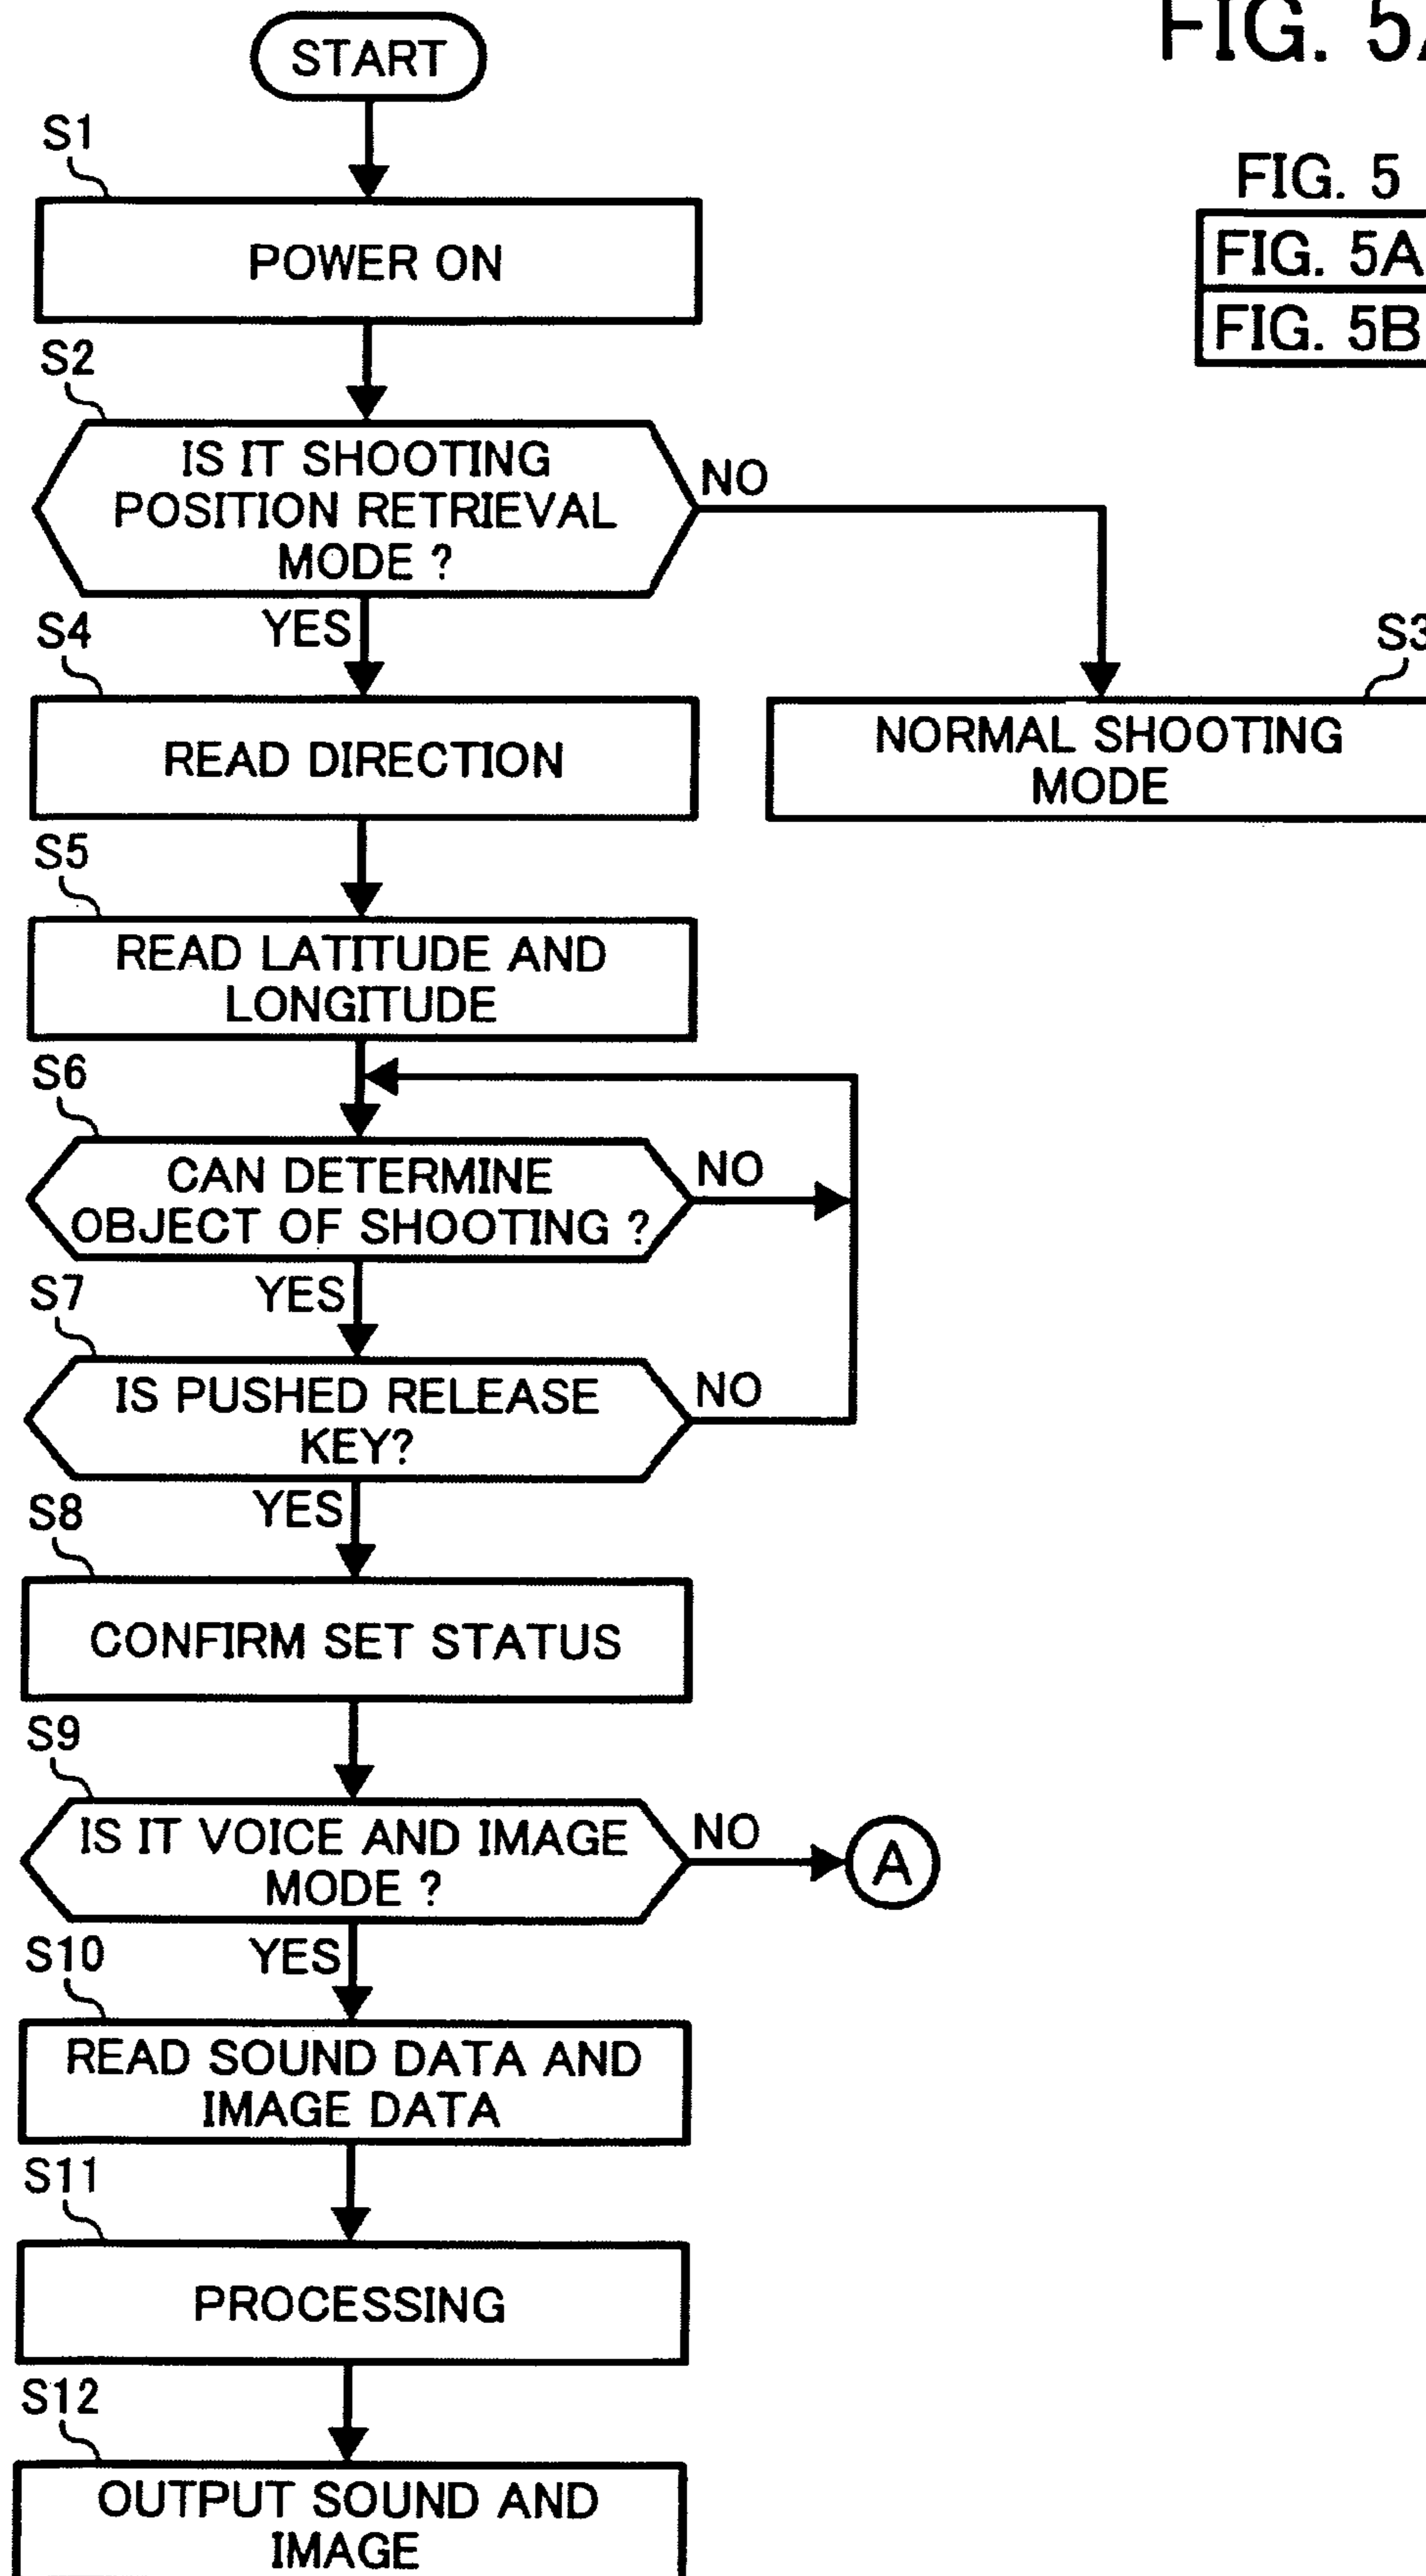 FIG. 5A
FIG. 5
FIG. 5A
FIG. 5B
START
S1
POWER ON
S2
IS IT SHOOTING
POSITION RETRIEVAL
MODE ?
NO
YES
S3
NORMAL SHOOTING
MODE
S4
READ DIRECTION
S5
READ LATITUDE AND
LONGITUDE
S6
CAN DETERMINE
OBJECT OF SHOOTING ?
NO
YES
S7
IS PUSHED RELEASE
KEY?
NO
YES
S8
CONFIRM SET STATUS
S9
IS IT VOICE AND IMAGE
MODE ?
NO
A
YES
S10
READ SOUND DATA AND
IMAGE DATA
S11
PROCESSING
S12
OUTPUT SOUND AND
IMAGE